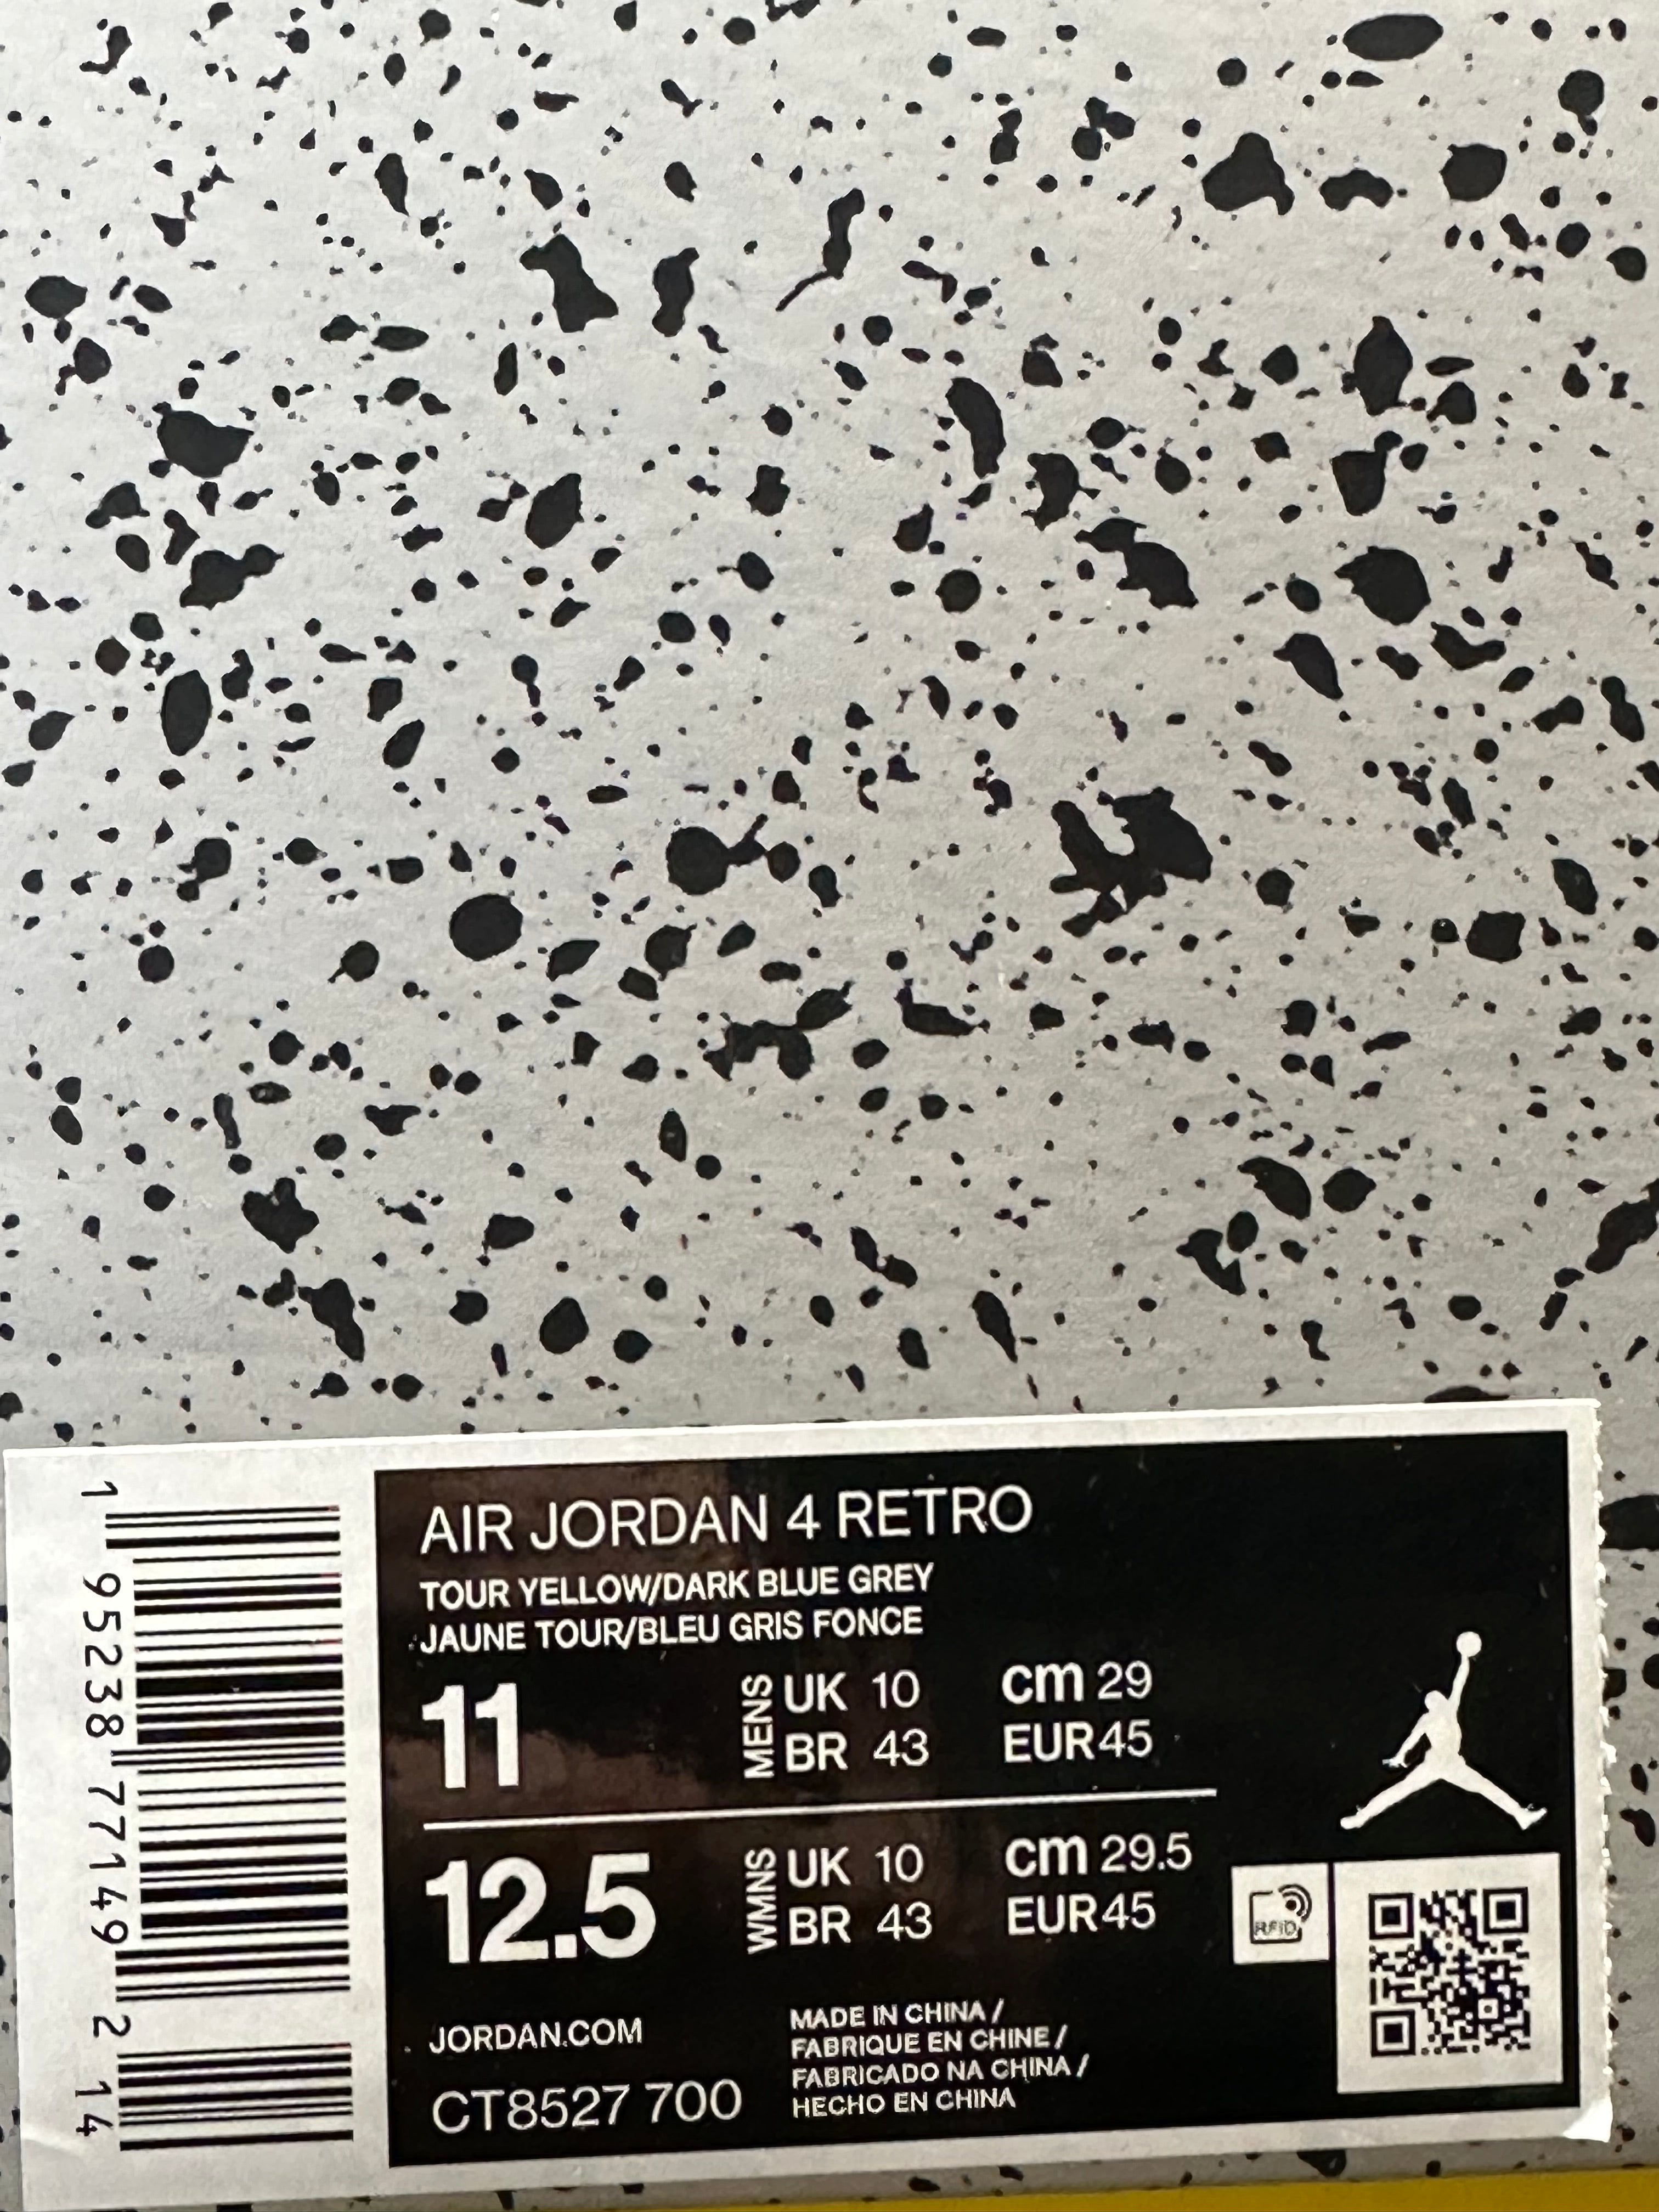 AIR JORDAN 4 RETRO
TOUR YELLOW/DARK BLUE GREY
JAUNE TOUR/BLEU GRIS FONCE
11 MENS UK 10 cm 29
BR 43 EUR 45
12.5 WMNS UK 10 cm 29.5
BR 43 EUR 45
RFID
JORDAN.COM
CT8527 700
MADE IN CHINA /
FABRIQUE EN CHINE /
FABRICADO NA CHINA /
HECHO EN CHINA
1 95238 77149 2 14